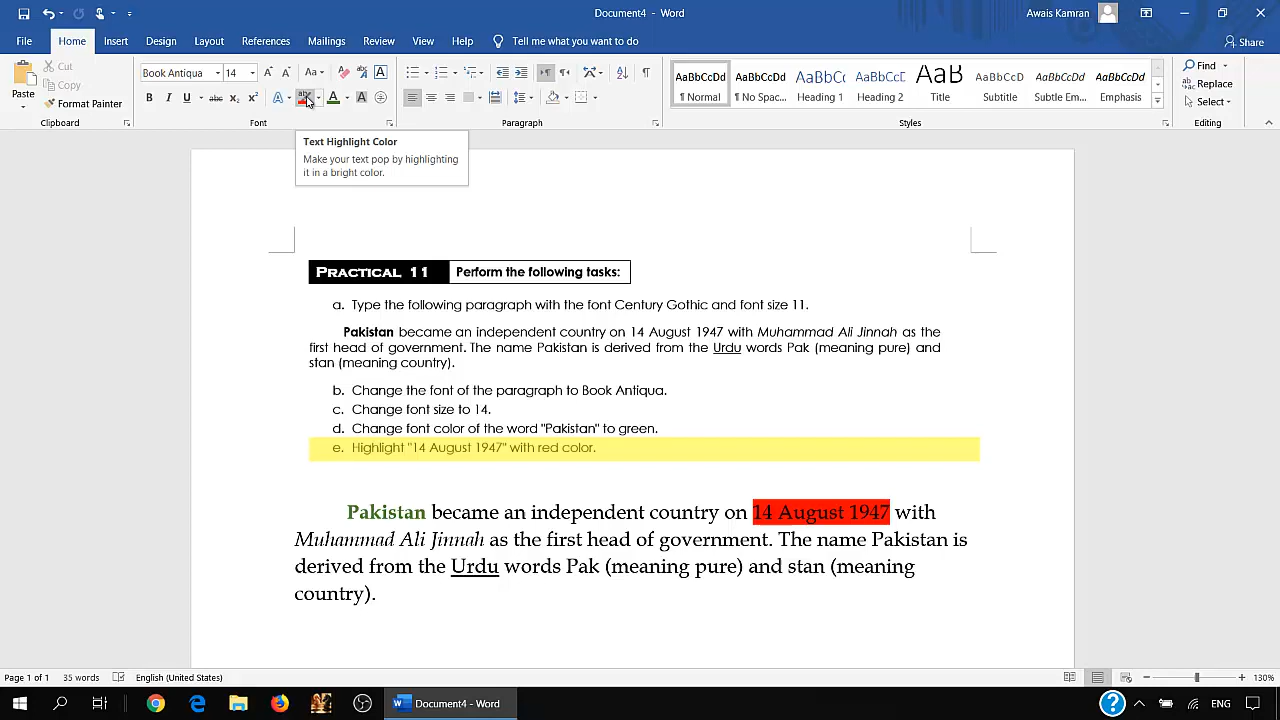 Document4 - Word
Awais Kamran
File Home Insert Design Layout References Mailings Review View Help Tell me what you want to do
Share
Paste
Cut
Copy
Format Painter
Clipboard
Book Antiqua 14
Font
Paragraph
AaBbCcDd AaBbCcDd AaBbCc AaBbCcE AaB AaBbCcD AaBbCcDd
¶ Normal ¶ No Spac... Heading 1 Heading 2 Title Subtitle Emphasis
Styles
Find
Replace
Select
Editing
Text Highlight Color
Make your text pop by highlighting
it in a bright color.
PRACTICAL 11 Perform the following tasks:
a. Type the following paragraph with the font Century Gothic and font size 11.
Pakistan became an independent country on 14 August 1947 with Muhammad Ali Jinnah as the
first head of government. The name Pakistan is derived from the Urdu words Pak (meaning pure) and
stan (meaning country).
b. Change the font of the paragraph to Book Antiqua.
c. Change font size to 14.
d. Change font color of the word "Pakistan" to green.
e. Highlight "14 August 1947" with red color.
Pakistan became an independent country on 14 August 1947 with
Muhammad Ali Jinnah as the first head of government. The name Pakistan is
derived from the Urdu words Pak (meaning pure) and stan (meaning
country).
Page 1 of 1 35 words English (United States) 130%
Document4 - Word
ENG